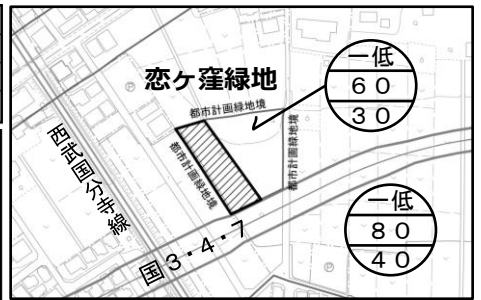 恋ヶ窪緑地
一低
60
30
都市計画緑地境
都市計画緑地境
都市計画緑地境
西武国分寺線
国3・4・7
一低
80
40
P
P